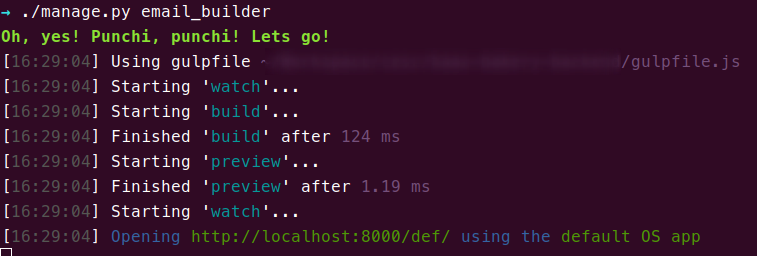 → ./manage.py email_builder
Oh, yes! Punchi, punchi! Lets go!
[16:29:04] Using gulpfile ~/gulpfile.js
[16:29:04] Starting 'watch'...
[16:29:04] Starting 'build'...
[16:29:04] Finished 'build' after 124 ms
[16:29:04] Starting 'preview'...
[16:29:04] Finished 'preview' after 1.19 ms
[16:29:04] Starting 'watch'...
[16:29:04] Opening http://localhost:8000/def/ using the default OS app